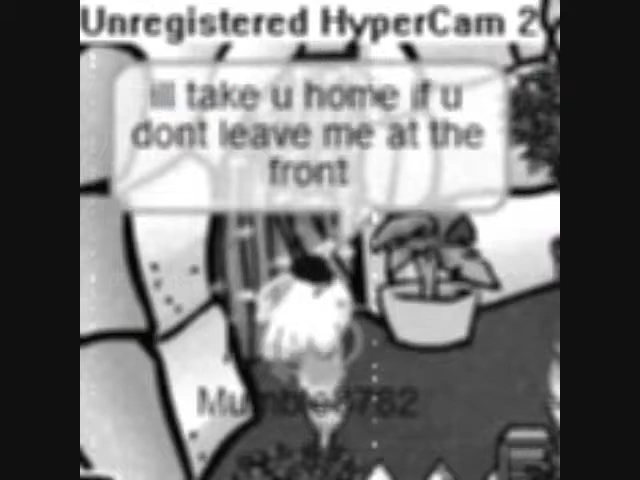 Unregistered HyperCam 2
ill take u home if u
dont leave me at the
front